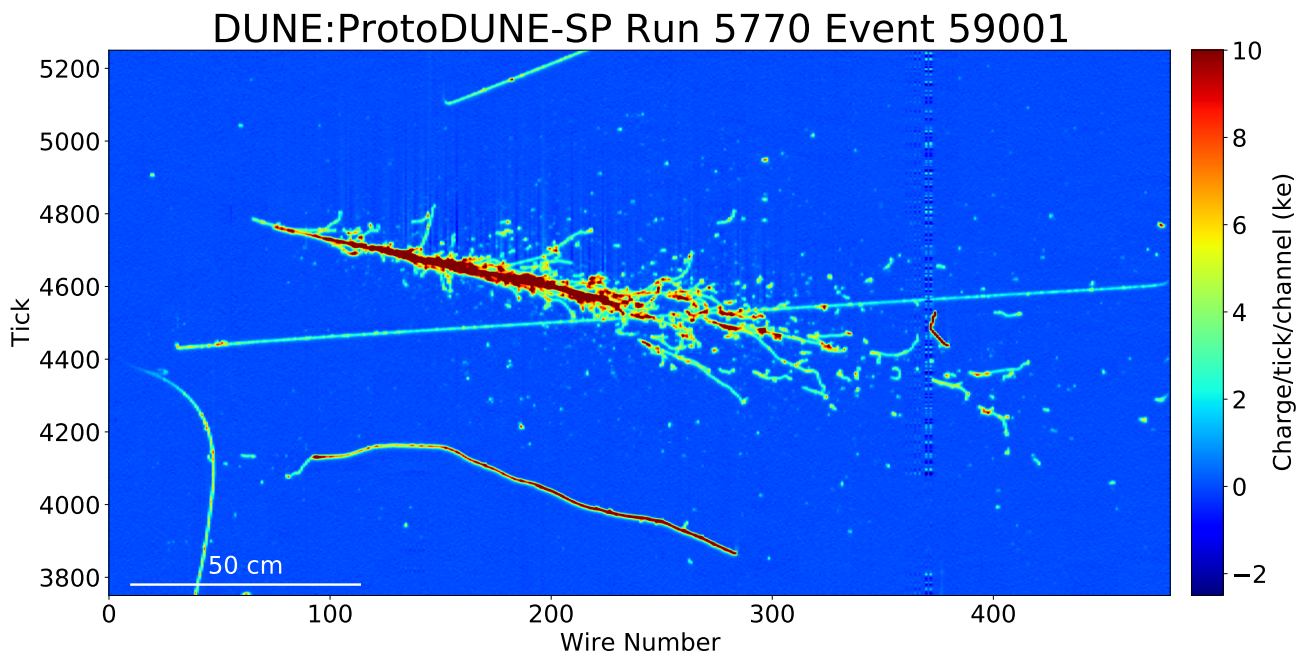 DUNE:ProtoDUNE-SP Run 5770 Event 59001
5200
5000
4800
4600
4400
4200
4000
3800
Tick
50 cm
0 100 200 300 400
Wire Number
10
8
6
4
2
0
−2
Charge/tick/channel (ke)